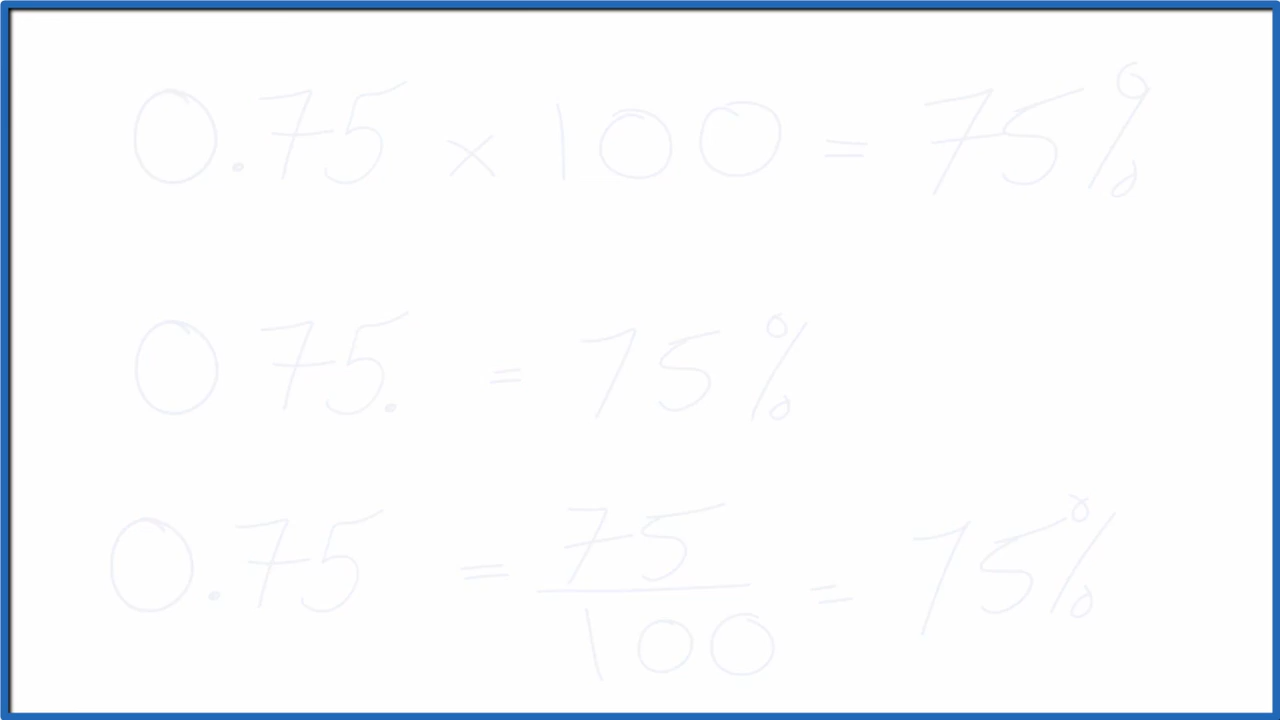 0.75 × 100 = 75%
0 75. = 75%
0.75 = 75/100 = 75%